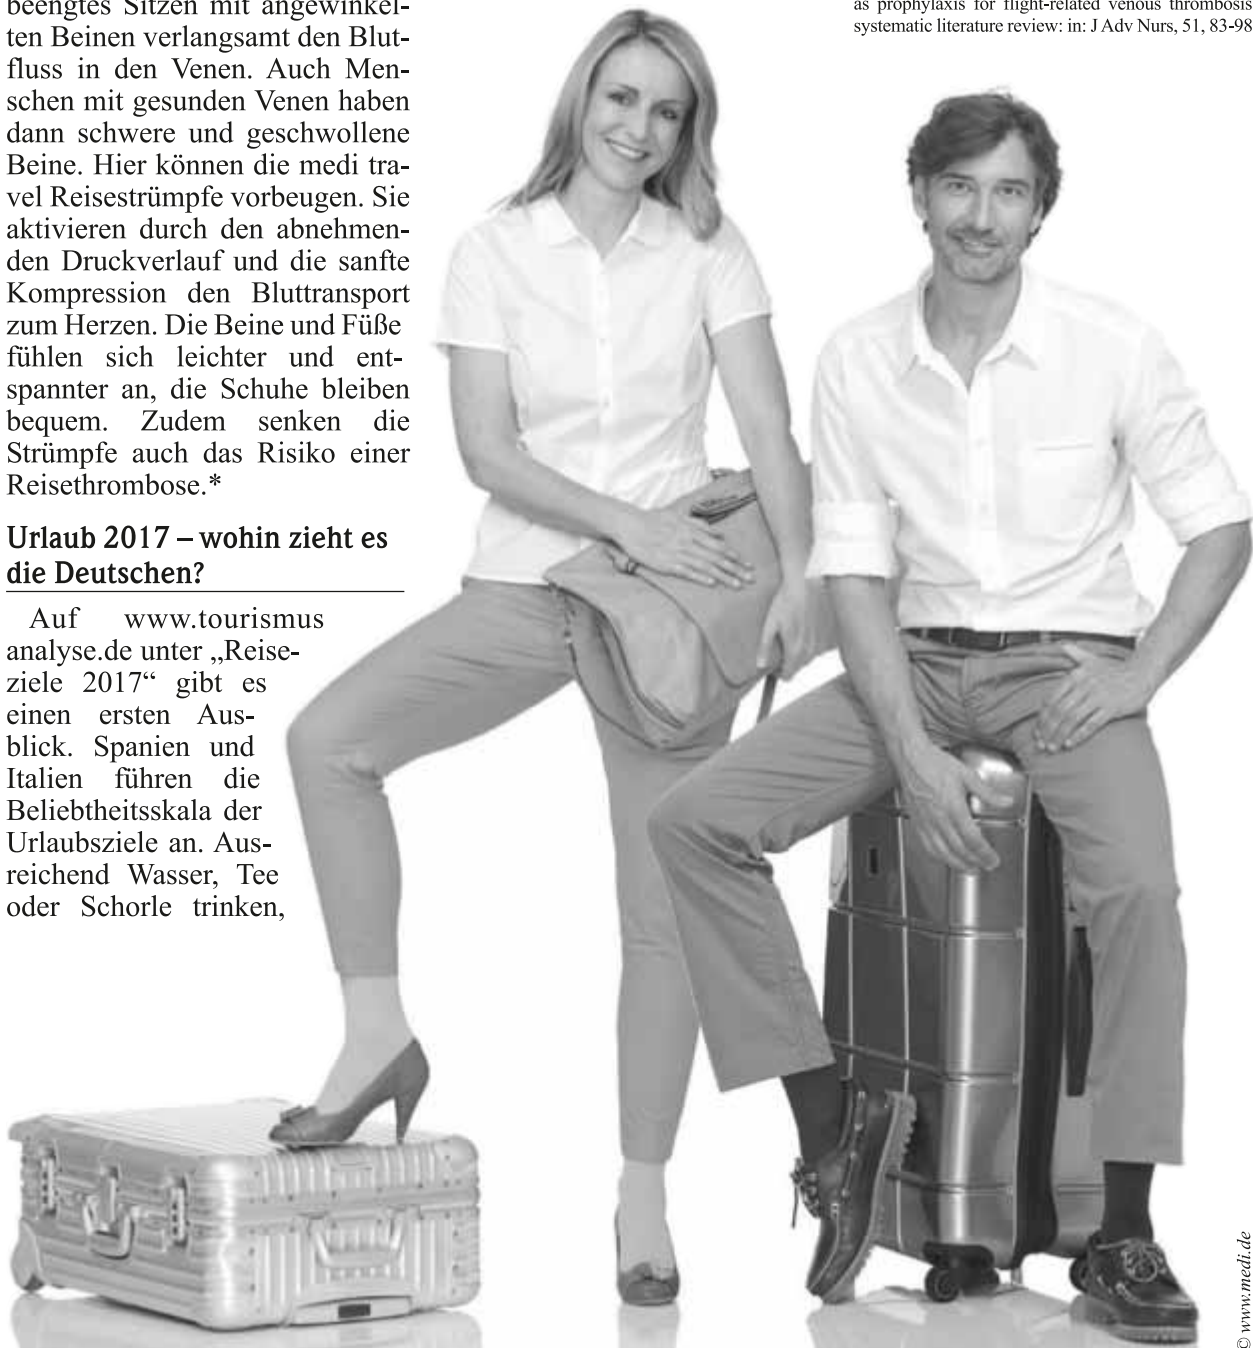 beengtes Sitzen mit angewinkel-
ten Beinen verlangsamt den Blut-
fluss in den Venen. Auch Men-
schen mit gesunden Venen haben
dann schwere und geschwollene
Beine. Hier können die medi tra-
vel Reisestrümpfe vorbeugen. Sie
aktivieren durch den abnehmen-
den Druckverlauf und die sanfte
Kompression den Bluttransport
zum Herzen. Die Beine und Füße
fühlen sich leichter und ent-
spannter an, die Schuhe bleiben
bequem. Zudem senken die
Strümpfe auch das Risiko einer
Reisethrombose.*
Urlaub 2017 – wohin zieht es
die Deutschen?
Auf www.tourismus
analyse.de unter „Reise-
ziele 2017“ gibt es
einen ersten Aus-
blick. Spanien und
Italien führen die
Beliebtheitsskala der
Urlaubsziele an. Aus-
reichend Wasser, Tee
oder Schorle trinken,
as prophylaxis for flight-related venous thrombosis
systematic literature review: in: J Adv Nurs, 51, 83-98
© www.medi.de